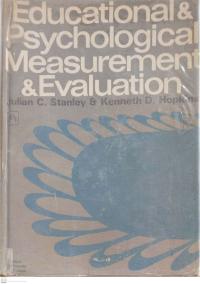 Educational &
Psychological
Measurement
& Evaluation
Julian C. Stanley & Kenneth D. Hopkins